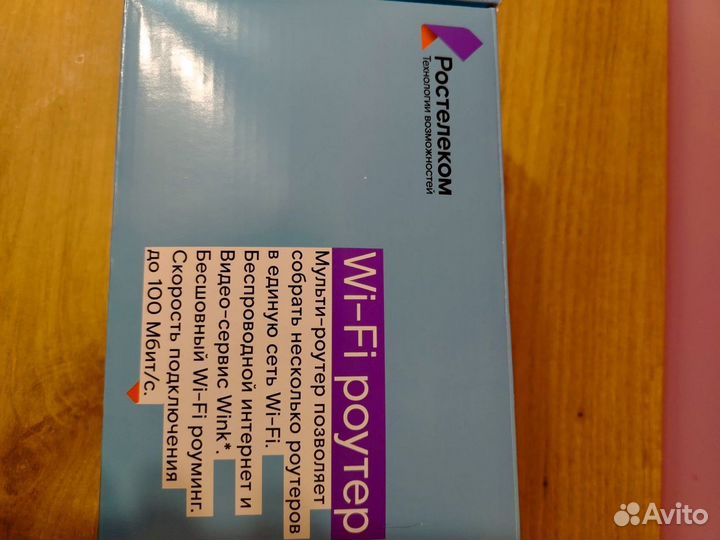 Ростелеком
Технологии возможностей
Wi-Fi роутер
Мульти-роутер позволяет
собрать несколько роутеров
в единую сеть Wi-Fi.
Беспроводной интернет и
Видео-сервис Wink*.
Бесшовный Wi-Fi роуминг.
Скорость подключения
до 100 Мбит/с.
Avito